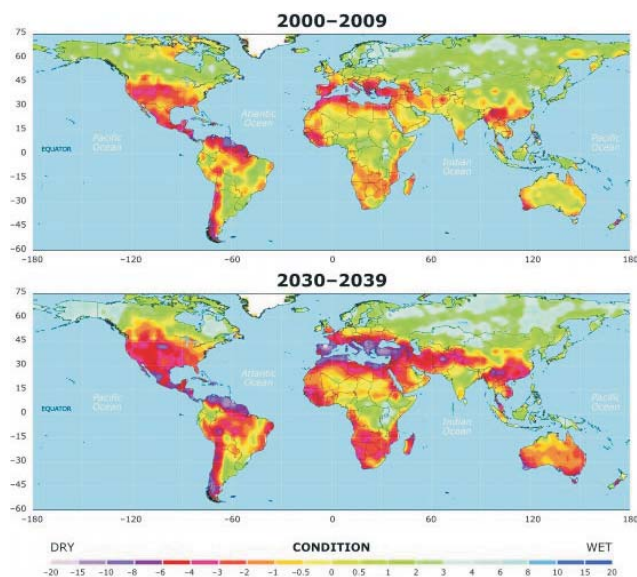 2000–2009
75
60
45
30
15
0
−15
−30
−45
−60
Atlantic
Ocean
Pacific
Ocean
EQUATOR
Indian
Ocean
Pacific
Ocean
−180 −120 −60 0 60 120 180
2030–2039
75
60
45
30
15
0
−15
−30
−45
−60
Atlantic
Ocean
Pacific
Ocean
EQUATOR
Indian
Ocean
Pacific
Ocean
−180 −120 −60 0 60 120 180
DRY CONDITION WET
−20 −15 −10 −8 −6 −4 −3 −2 −1 −0.5 0 0.5 1 2 3 4 6 8 10 15 20